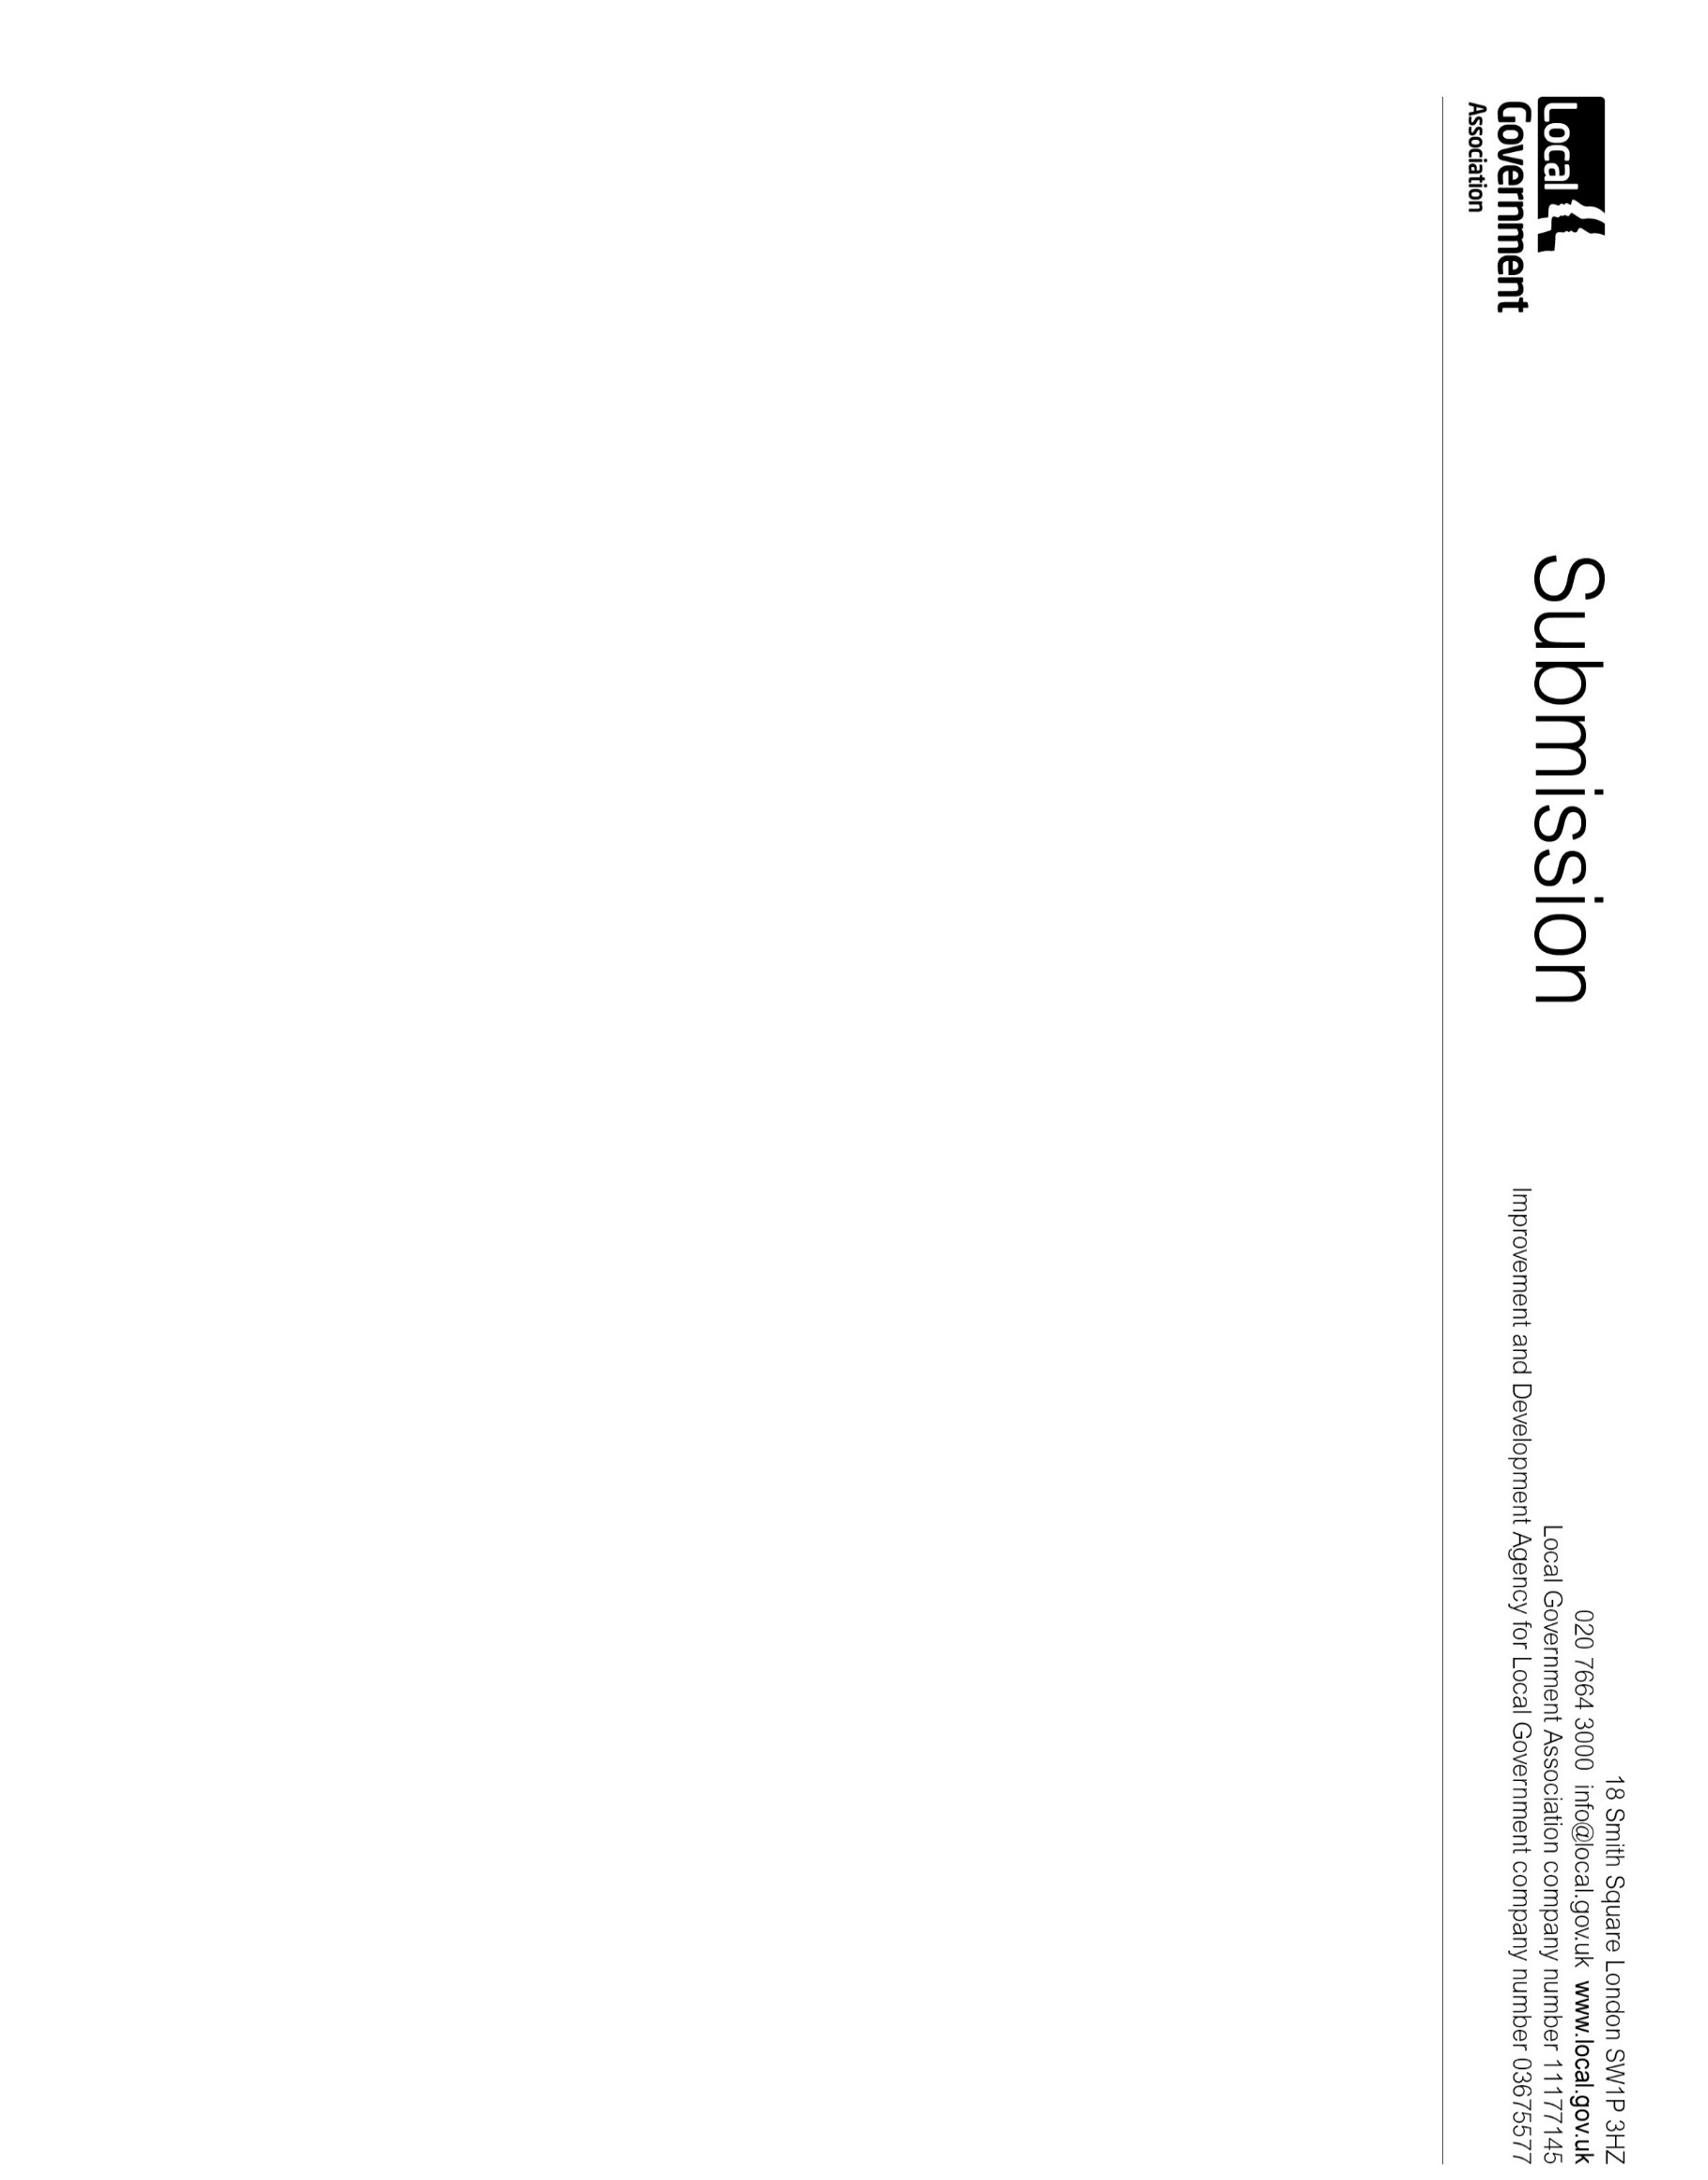 Local
Government
Association
Submission
18 Smith Square London SW1P 3HZ
020 7664 3000 info@local.gov.uk www.local.gov.uk
Local Government Association company number 11177145
Improvement and Development Agency for Local Government company number 03675577